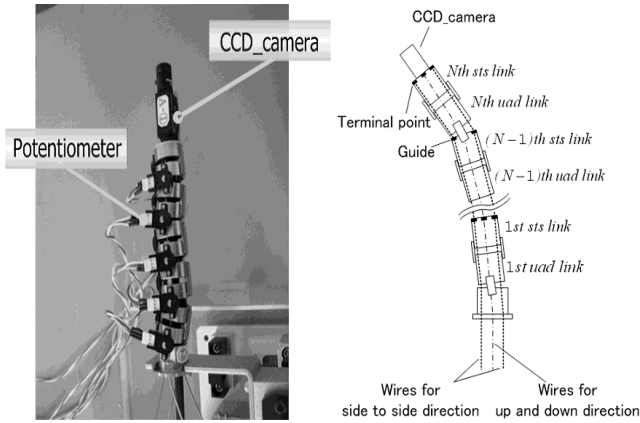 CCD_camera
Potentiometer
CCD_camera
Nth sts link
Nth uad link
Terminal point
Guide
(N-1)th sts link
(N-1)th uad link
1st sts link
1st uad link
Wires for
side to side direction
Wires for
up and down direction